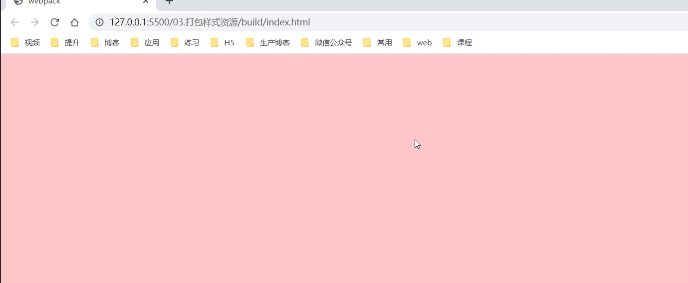 webpack
127.0.0.1:5500/03.打包样式资源/build/index.html
视频 提升 博客 应用 练习 H5 生产博客 微信公众号 常用 web 课程